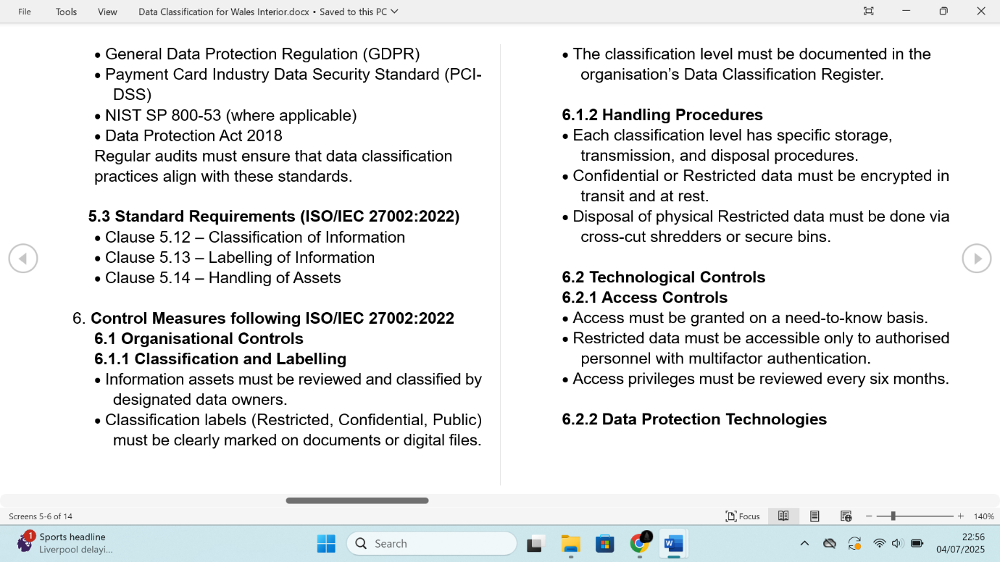 File Tools View Data Classification for Wales Interior.docx • Saved to this PC
• General Data Protection Regulation (GDPR)
• Payment Card Industry Data Security Standard (PCI-
DSS)
• NIST SP 800-53 (where applicable)
• Data Protection Act 2018
Regular audits must ensure that data classification
practices align with these standards.
5.3 Standard Requirements (ISO/IEC 27002:2022)
• Clause 5.12 – Classification of Information
• Clause 5.13 – Labelling of Information
• Clause 5.14 – Handling of Assets
6. Control Measures following ISO/IEC 27002:2022
6.1 Organisational Controls
6.1.1 Classification and Labelling
• Information assets must be reviewed and classified by
designated data owners.
• Classification labels (Restricted, Confidential, Public)
must be clearly marked on documents or digital files.
• The classification level must be documented in the
organisation’s Data Classification Register.
6.1.2 Handling Procedures
• Each classification level has specific storage,
transmission, and disposal procedures.
• Confidential or Restricted data must be encrypted in
transit and at rest.
• Disposal of physical Restricted data must be done via
cross-cut shredders or secure bins.
6.2 Technological Controls
6.2.1 Access Controls
• Access must be granted on a need-to-know basis.
• Restricted data must be accessible only to authorised
personnel with multifactor authentication.
• Access privileges must be reviewed every six months.
6.2.2 Data Protection Technologies
Screens 5-6 of 14 Focus 140%
1 Sports headline
Liverpool delayi...
Search
W
22:56
04/07/2025